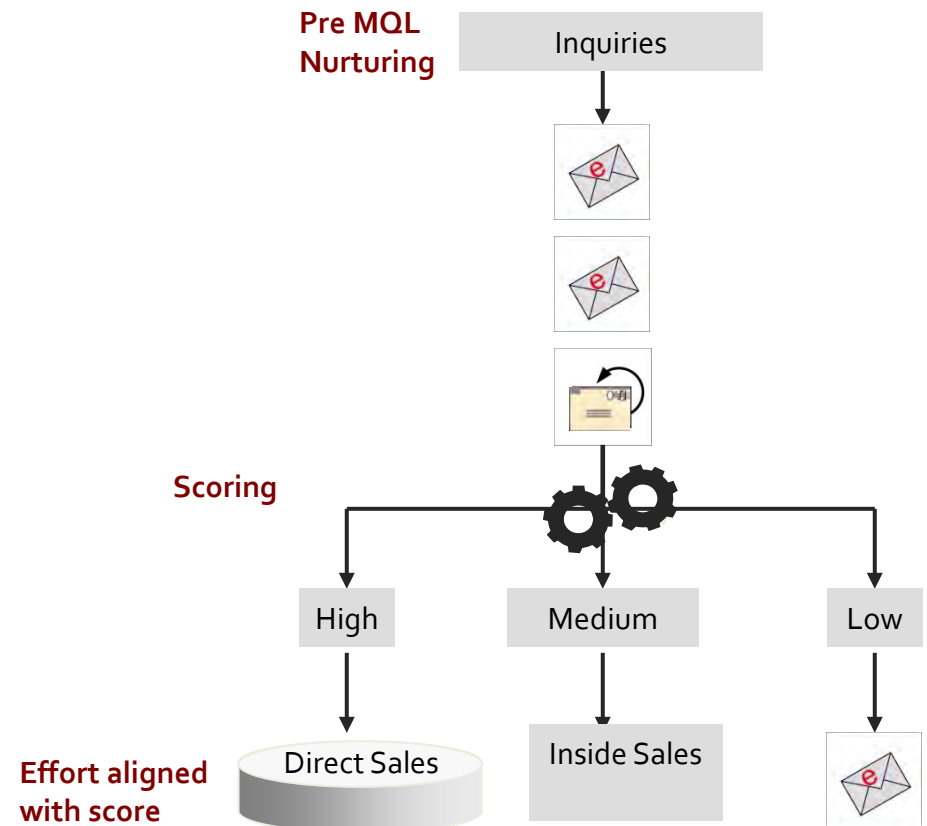 Pre MQL
Nurturing
Inquiries
e
e
Scoring
High
Medium
Low
Effort aligned
with score
Direct Sales
Inside Sales
e